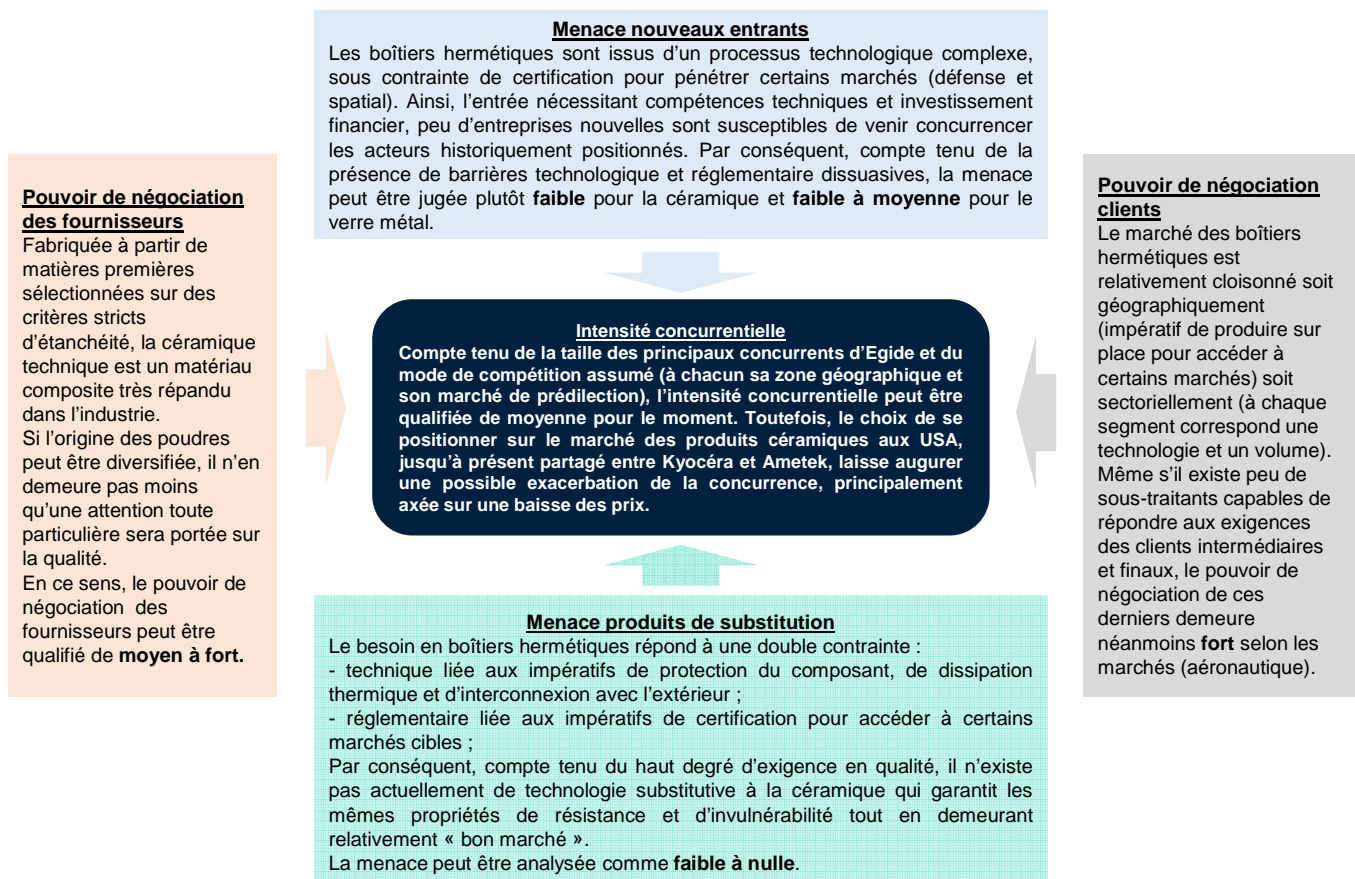 Menace nouveaux entrants
Les boîtiers hermétiques sont issus d'un processus technologique complexe,
sous contrainte de certification pour pénétrer certains marchés (défense et
spatial). Ainsi, l'entrée nécessitant compétences techniques et investissement
financier, peu d'entreprises nouvelles sont susceptibles de venir concurrencer
les acteurs historiquement positionnés. Par conséquent, compte tenu de la
présence de barrières technologique et réglementaire dissuasives, la menace
peut être jugée plutôt faible pour la céramique et faible à moyenne pour le
verre métal.
Pouvoir de négociation
des fournisseurs
Fabriquée à partir de
matières premières
sélectionnées sur des
critères stricts
d'étanchéité, la céramique
technique est un matériau
composite très répandu
dans l'industrie.
Si l'origine des poudres
peut être diversifiée, il n'en
demeure pas moins
qu'une attention toute
particulière sera portée sur
la qualité.
En ce sens, le pouvoir de
négociation des
fournisseurs peut être
qualifié de moyen à fort.
Intensité concurrentielle
Compte tenu de la taille des principaux concurrents d'Egide et du
mode de compétition assumé (à chacun sa zone géographique et
son marché de prédilection), l'intensité concurrentielle peut être
qualifiée de moyenne pour le moment. Toutefois, le choix de se
positionner sur le marché des produits céramiques aux USA,
jusqu'à présent partagé entre Kyocéra et Ametek, laisse augurer
une possible exacerbation de la concurrence, principalement
axée sur une baisse des prix.
Pouvoir de négociation
clients
Le marché des boîtiers
hermétiques est
relativement cloisonné soit
géographiquement
(impératif de produire sur
place pour accéder à
certains marchés) soit
sectoriellement (à chaque
segment correspond une
technologie et un volume).
Même s'il existe peu de
sous-traitants capables de
répondre aux exigences
des clients intermédiaires
et finaux, le pouvoir de
négociation de ces
derniers demeure
néanmoins fort selon les
marchés (aéronautique).
Menace produits de substitution
Le besoin en boîtiers hermétiques répond à une double contrainte :
- technique liée aux impératifs de protection du composant, de dissipation
thermique et d'interconnexion avec l'extérieur ;
- réglementaire liée aux impératifs de certification pour accéder à certains
marchés cibles ;
Par conséquent, compte tenu du haut degré d'exigence en qualité, il n'existe
pas actuellement de technologie substitutive à la céramique qui garantit les
mêmes propriétés de résistance et d'invulnérabilité tout en demeurant
relativement « bon marché ».
La menace peut être analysée comme faible à nulle.